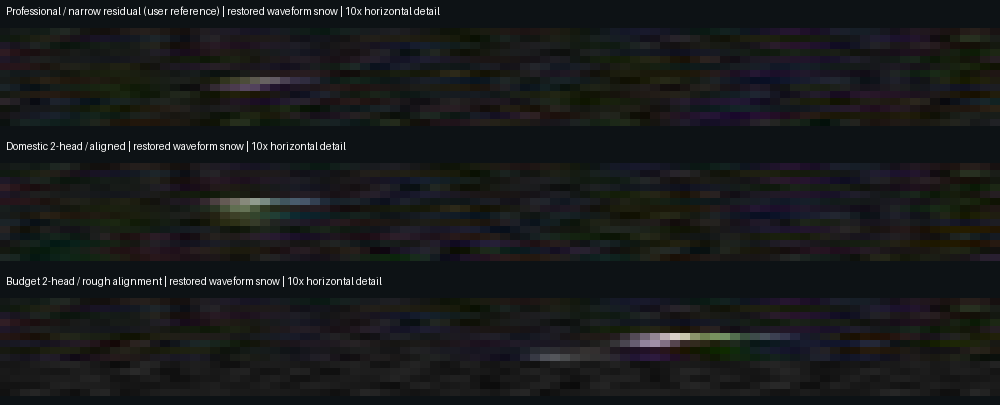 Professional / narrow residual (user reference) | restored waveform snow | 10x horizontal detail
Domestic 2-head / aligned | restored waveform snow | 10x horizontal detail
Budget 2-head / rough alignment | restored waveform snow | 10x horizontal detail